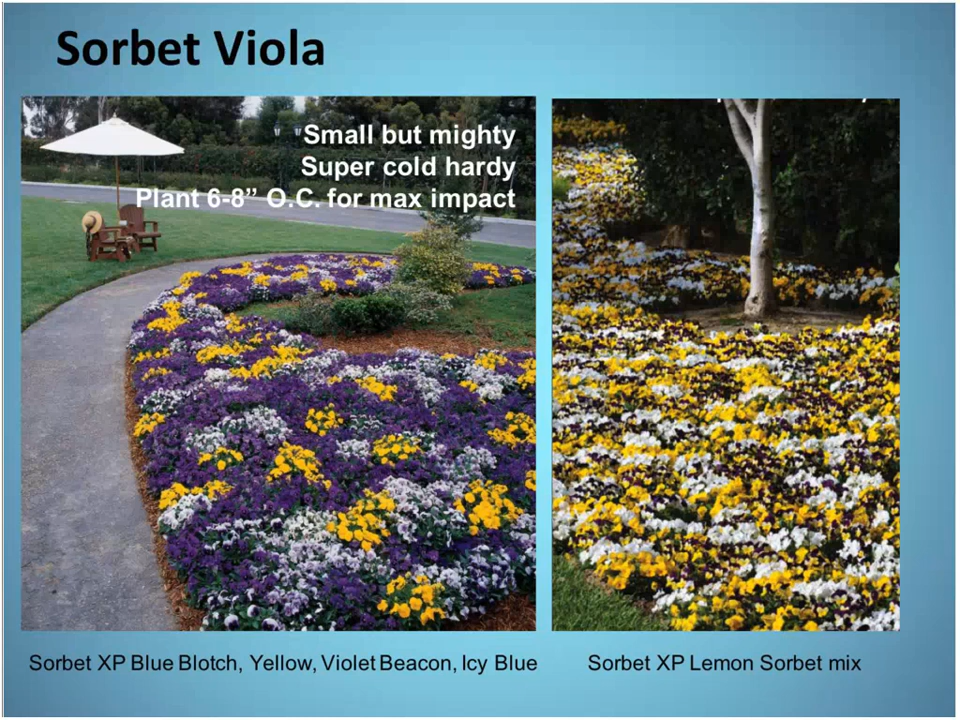 Sorbet Viola
Small but mighty
Super cold hardy
Plant 6-8” O.C. for max impact
Sorbet XP Blue Blotch, Yellow, Violet Beacon, Icy Blue
Sorbet XP Lemon Sorbet mix